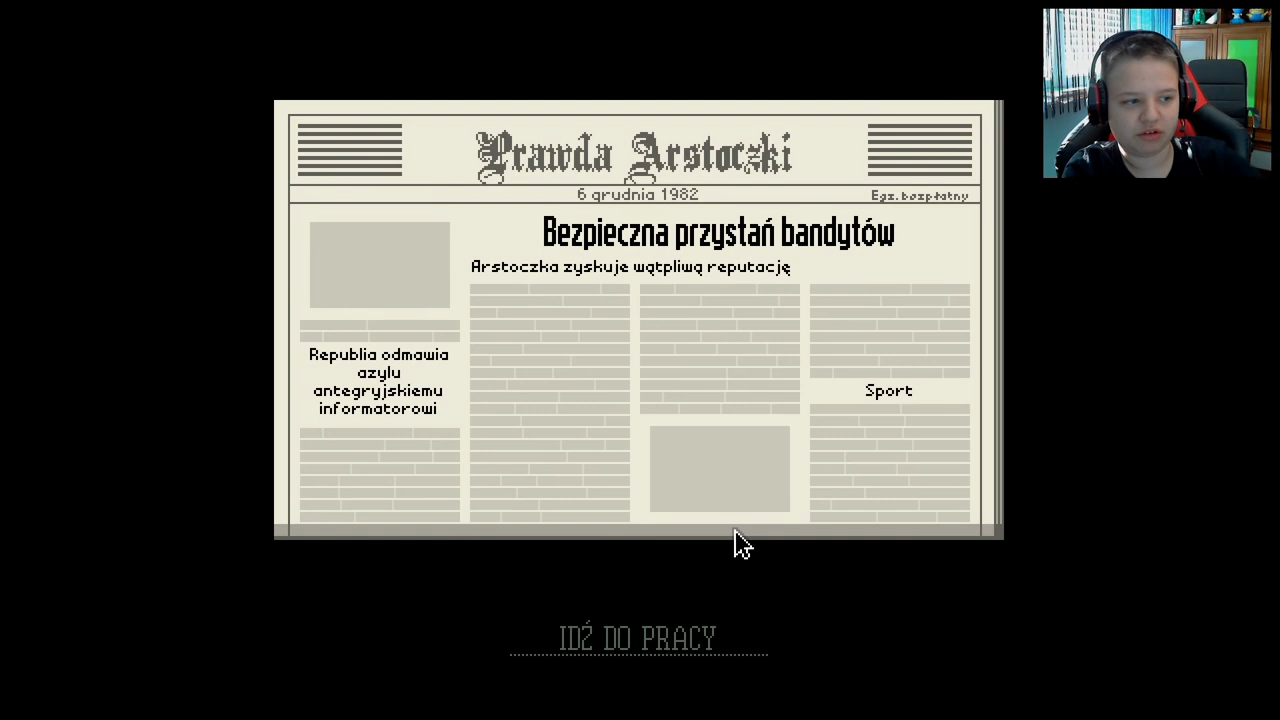 Prawda Arstoczki
6 grudnia 1982
Egz. bezpłatny
Bezpieczna przystań bandytów
Arstoczka zyskuje wątpliwą reputację
Republia odmawia
azylu
antegryjskiemu
informatorowi
Sport
IDŹ DO PRACY